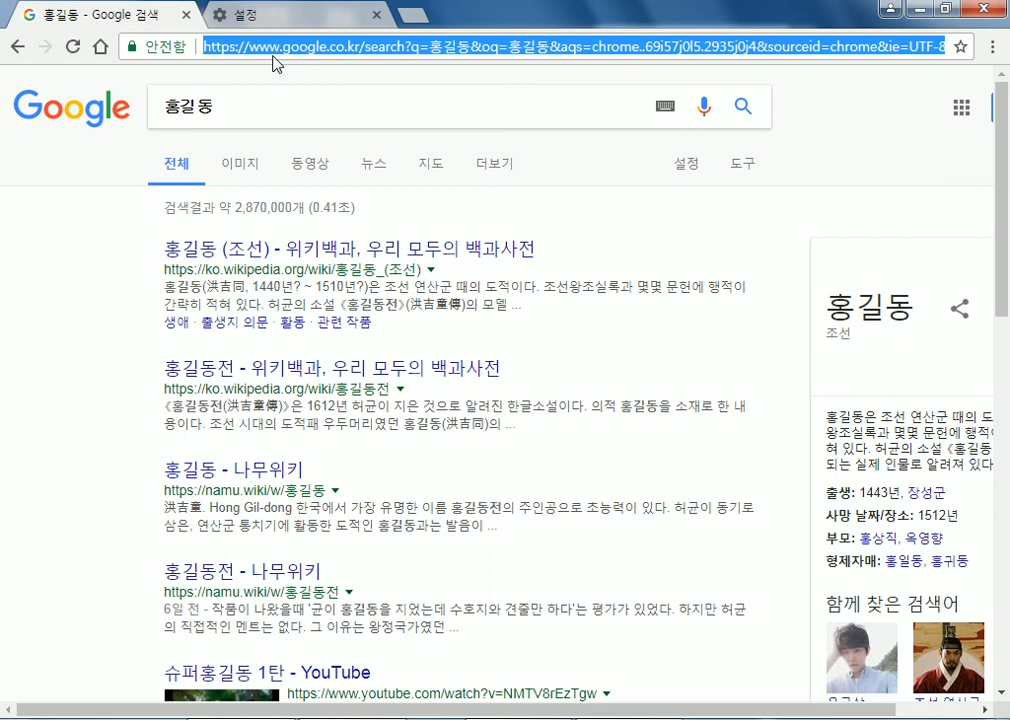 홍길동 - Google 검색
설정
안전함
https://www.google.co.kr/search?q=홍길동&oq=홍길동&aqs=chrome..69i57j0l5.2935j0j4&sourceid=chrome&ie=UTF-8
Google
홍길동
전체
이미지
동영상
뉴스
지도
더보기
설정
도구
검색결과 약 2,870,000개 (0.41초)
홍길동 (조선) - 위키백과, 우리 모두의 백과사전
https://ko.wikipedia.org/wiki/홍길동_(조선)
홍길동(洪吉同, 1440년? ~ 1510년?)은 조선 연산군 때의 도적이다. 조선왕조실록과 몇몇 문헌에 행적이
간략히 적혀 있다. 허균의 소설 《홍길동전》(洪吉童傳)의 모델 ...
생애 · 출생지 의문 · 활동 · 관련 작품
홍길동전 - 위키백과, 우리 모두의 백과사전
https://ko.wikipedia.org/wiki/홍길동전
《홍길동전(洪吉童傳)》은 1612년 허균이 지은 것으로 알려진 한글소설이다. 의적 홍길동을 소재로 한 내
용이다. 조선 시대의 도적패 우두머리였던 홍길동(洪吉同)의 ...
홍길동 - 나무위키
https://namu.wiki/w/홍길동
洪吉童. Hong Gil-dong 한국에서 가장 유명한 이름 홍길동전의 주인공으로 초능력이 있다. 허균이 동기로
삼은, 연산군 통치기에 활동한 도적인 홍길동과는 발음이 ...
홍길동전 - 나무위키
https://namu.wiki/w/홍길동전
6일 전 - 작품이 나왔을때 '균이 홍길동을 지었는데 수호지와 견줄만 하다'는 평가가 있었다. 하지만 허균
의 직접적인 멘트는 없다. 그 이유는 왕정국가였던 ...
슈퍼홍길동 1탄 - YouTube
https://www.youtube.com/watch?v=NMTV8rEzTgw
홍길동
조선
홍길동은 조선 연산군 때의 도
왕조실록과 몇몇 문헌에 행적
혀 있다. 허균의 소설 《홍길동
되는 실제 인물로 알려져 있다
출생: 1443년, 장성군
사망 날짜/장소: 1512년
부모: 홍상직, 옥영향
형제자매: 홍일동, 홍귀동
함께 찾은 검색어